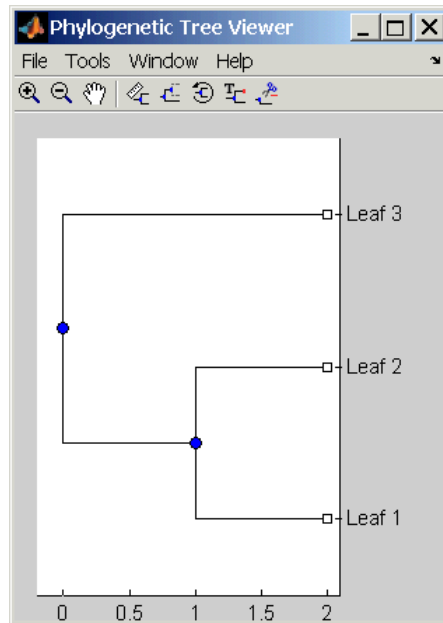 Phylogenetic Tree Viewer
File Tools Window Help
Leaf 3
Leaf 2
Leaf 1
0 0.5 1 1.5 2